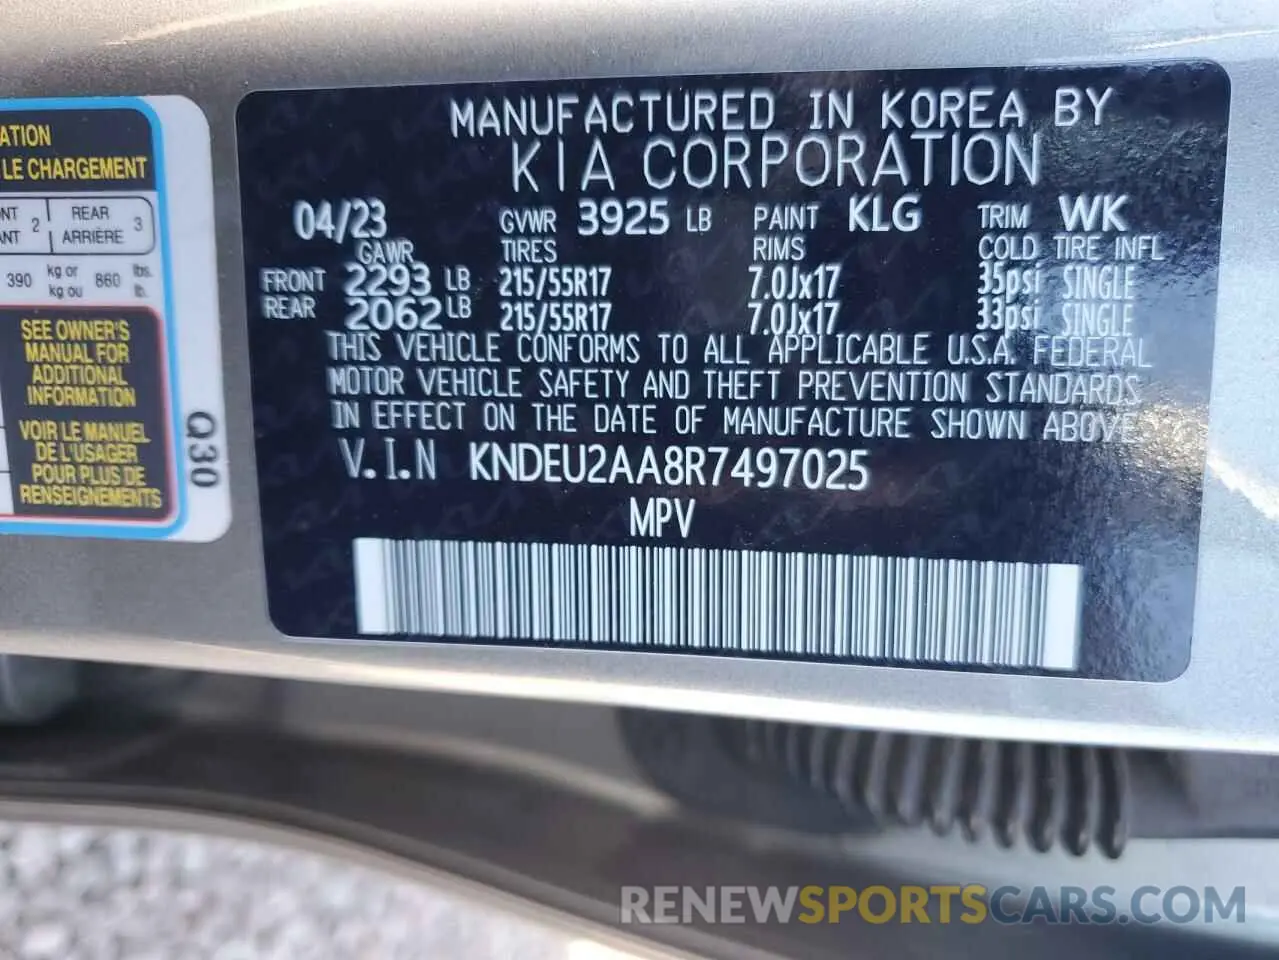 ATION
LE CHARGEMENT
NT 2 REAR 3
ANT ARRIÈRE
390 kg or 860 lbs.
kg ou lb.
SEE OWNER'S
MANUAL FOR
ADDITIONAL
INFORMATION
VOIR LE MANUEL
DE L'USAGER
POUR PLUS DE
RENSEIGNEMENTS
Q30
MANUFACTURED IN KOREA BY
KIA CORPORATION
04/23 GVWR 3925 LB PAINT KLG TRIM WK
GAWR TIRES RIMS COLD TIRE INFL
FRONT 2293 LB 215/55R17 7.0Jx17 35psi SINGLE
REAR 2062 LB 215/55R17 7.0Jx17 33psi SINGLE
THIS VEHICLE CONFORMS TO ALL APPLICABLE U.S.A. FEDERAL
MOTOR VEHICLE SAFETY AND THEFT PREVENTION STANDARDS
IN EFFECT ON THE DATE OF MANUFACTURE SHOWN ABOVE
V.I.N KNDEU2AA8R7497025
MPV
RENEWSPORTSCARS.COM